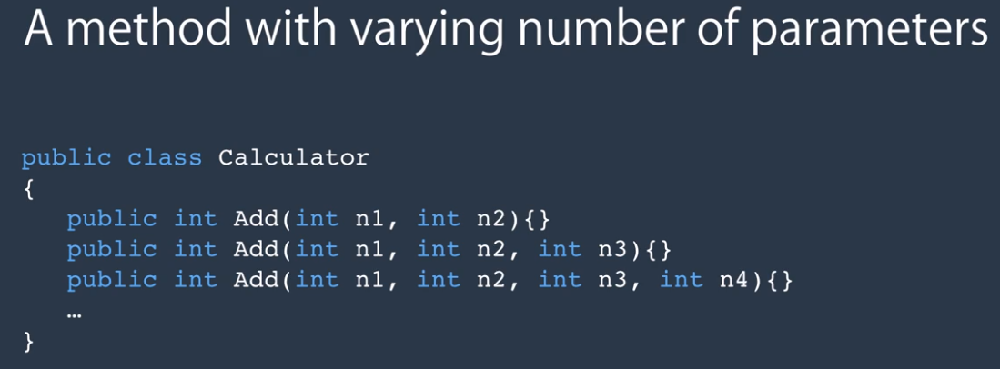 A method with varying number of parameters
public class Calculator
{
public int Add(int n1, int n2){}
public int Add(int n1, int n2, int n3){}
public int Add(int n1, int n2, int n3, int n4){}
…
}